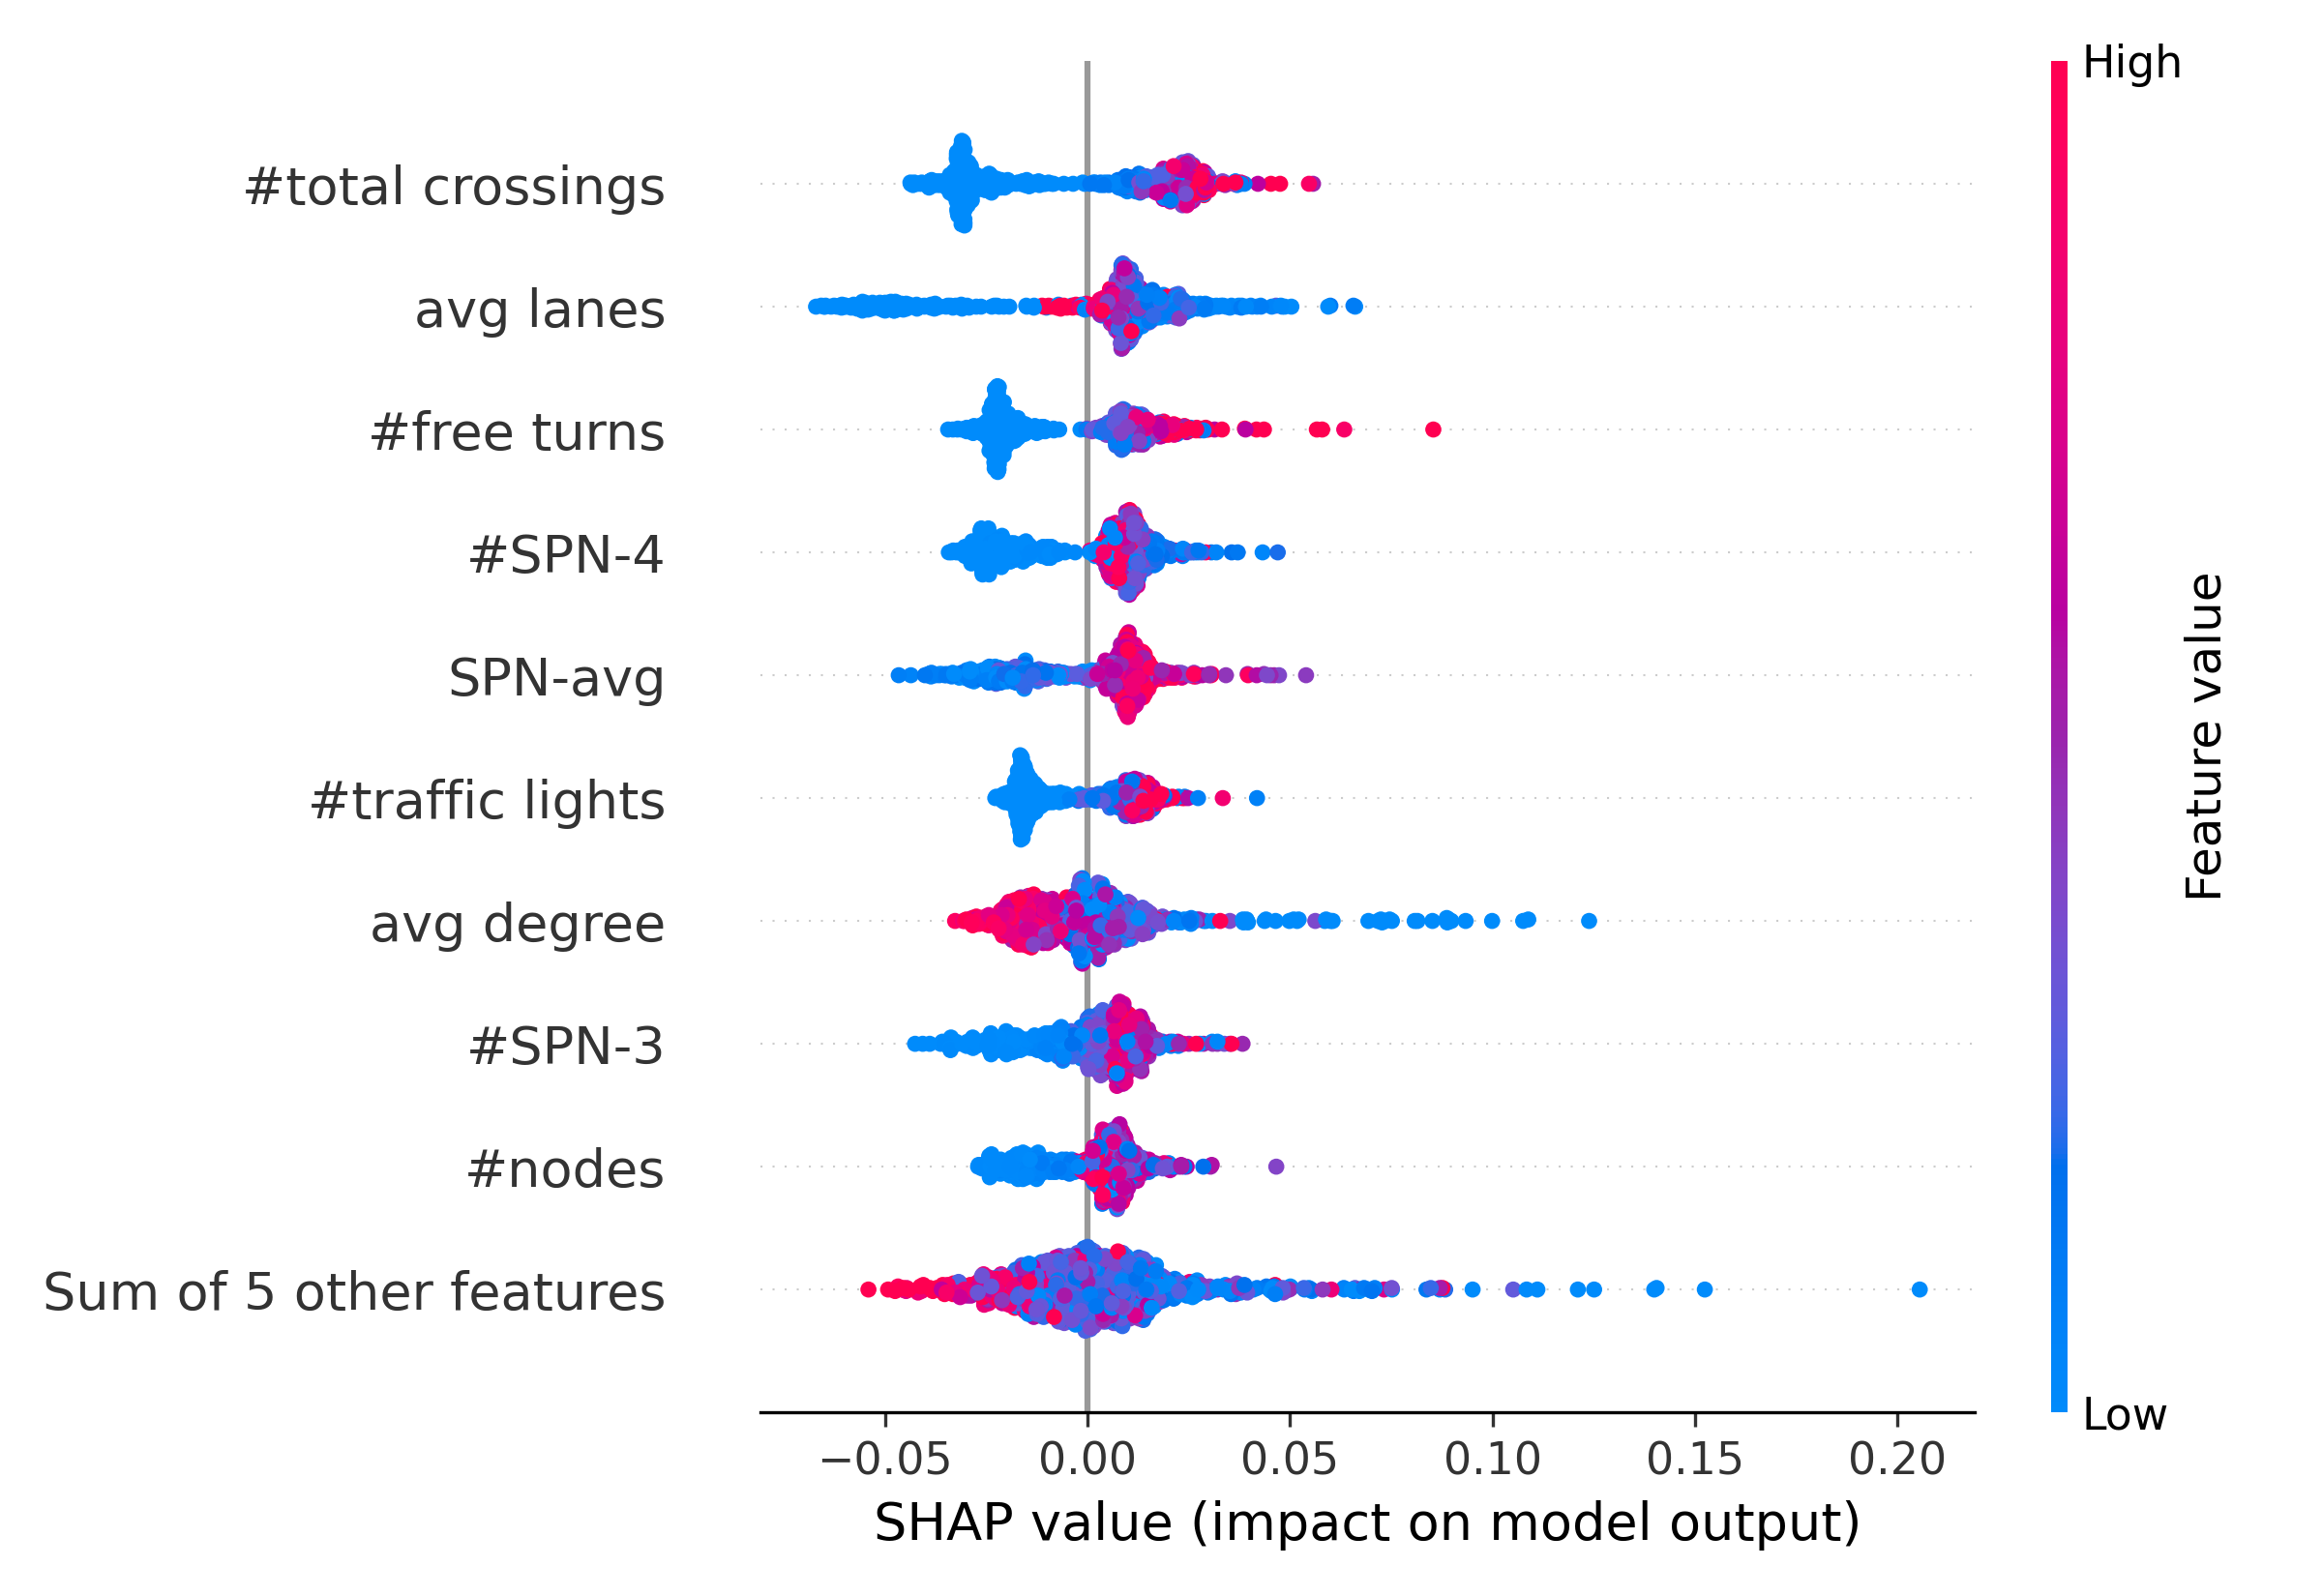 High
#total crossings
avg lanes
#free turns
#SPN-4
SPN-avg
#traffic lights
avg degree
#SPN-3
#nodes
Sum of 5 other features
Feature value
Low
−0.05 0.00 0.05 0.10 0.15 0.20
SHAP value (impact on model output)